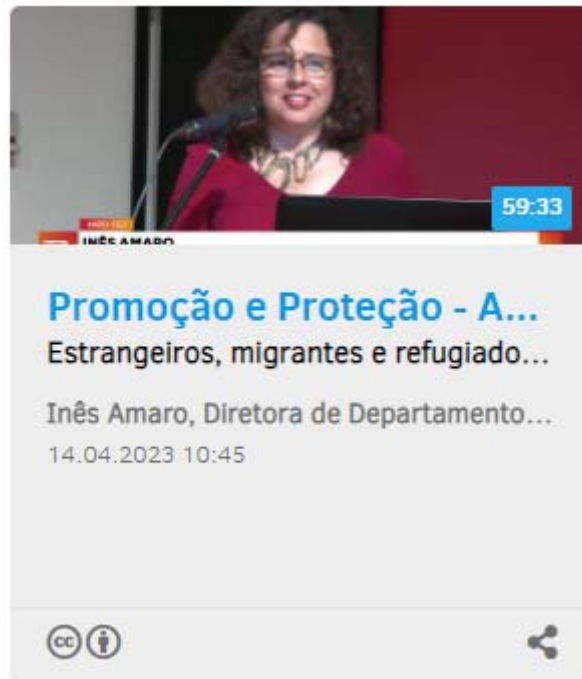 59:33
INÊS AMARO
Promoção e Proteção - A...
Estrangeiros, migrantes e refugiado...
Inês Amaro, Diretora de Departamento...
14.04.2023 10:45
cc